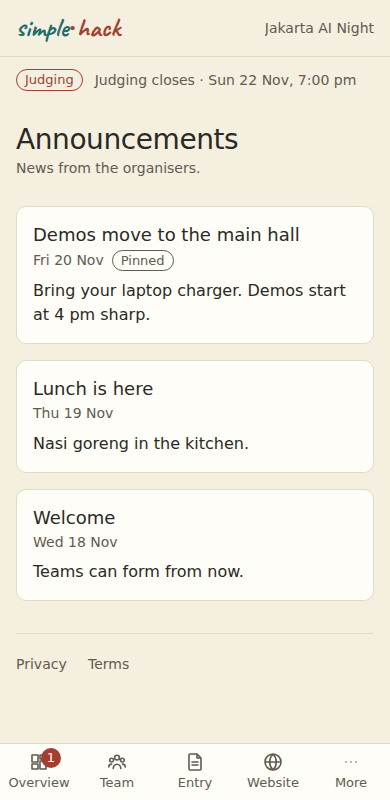 simple·hack
Jakarta AI Night
Judging
Judging closes · Sun 22 Nov, 7:00 pm
Announcements
News from the organisers.
Demos move to the main hall
Fri 20 Nov
Pinned
Bring your laptop charger. Demos start
at 4 pm sharp.
Lunch is here
Thu 19 Nov
Nasi goreng in the kitchen.
Welcome
Wed 18 Nov
Teams can form from now.
Privacy
Terms
1
Overview
Team
Entry
Website
More